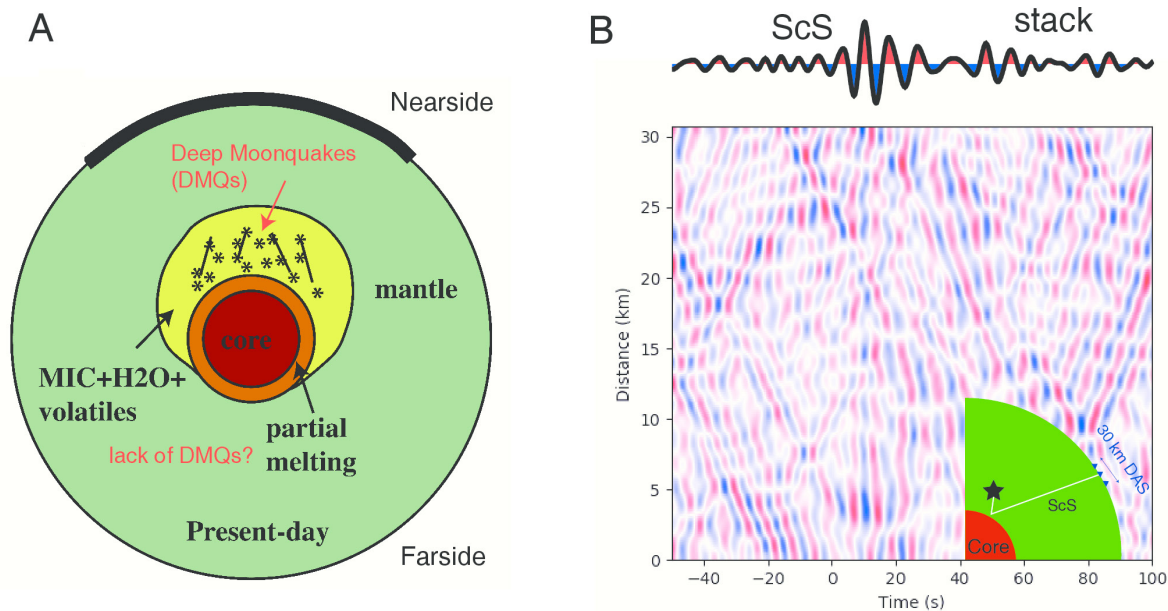 A
Nearside
Deep Moonquakes
(DMQs)
mantle
core
MIC+H2O+
volatiles
partial
melting
lack of DMQs?
Present-day
Farside
B
ScS
stack
Distance (km)
30
25
20
15
10
5
0
30 km DAS
ScS
Core
−40
−20
0
20
40
60
80
100
Time (s)